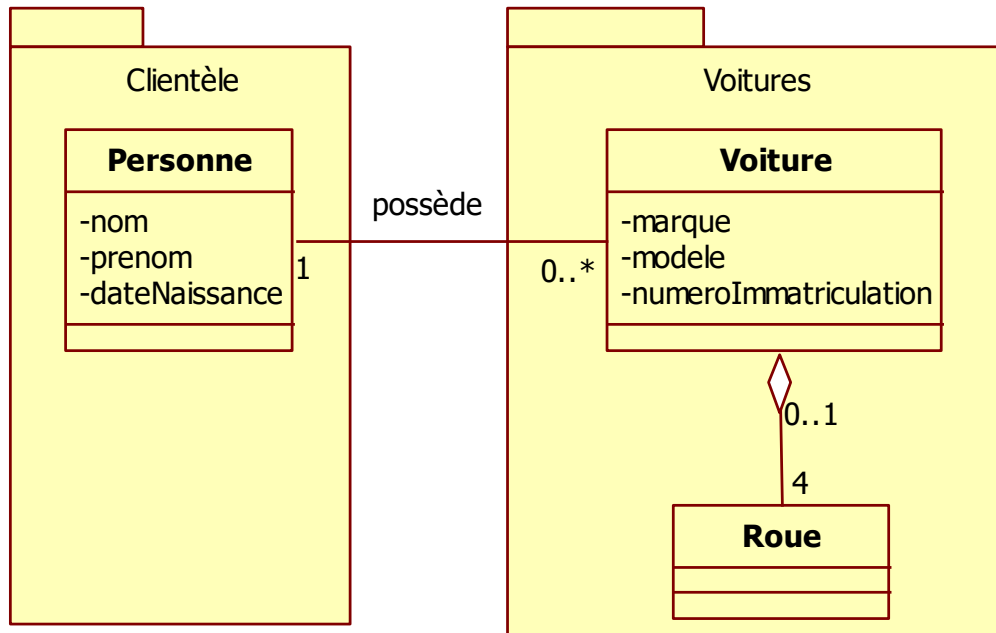 Clientèle
Personne
-nom
-prenom
-dateNaissance
1
possède
0..*
Voitures
Voiture
-marque
-modele
-numeroImmatriculation
0..1
4
Roue